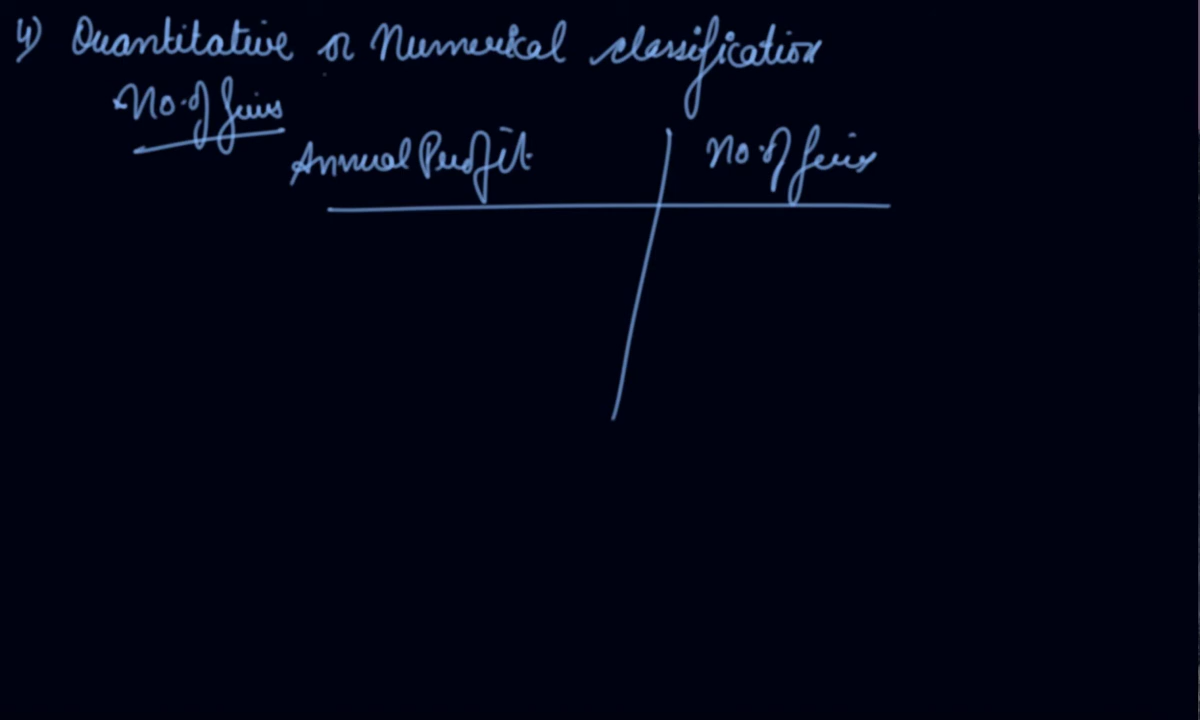 4) Quantitative or Numerical classification
No. of firms
Annual Profit No. of firms